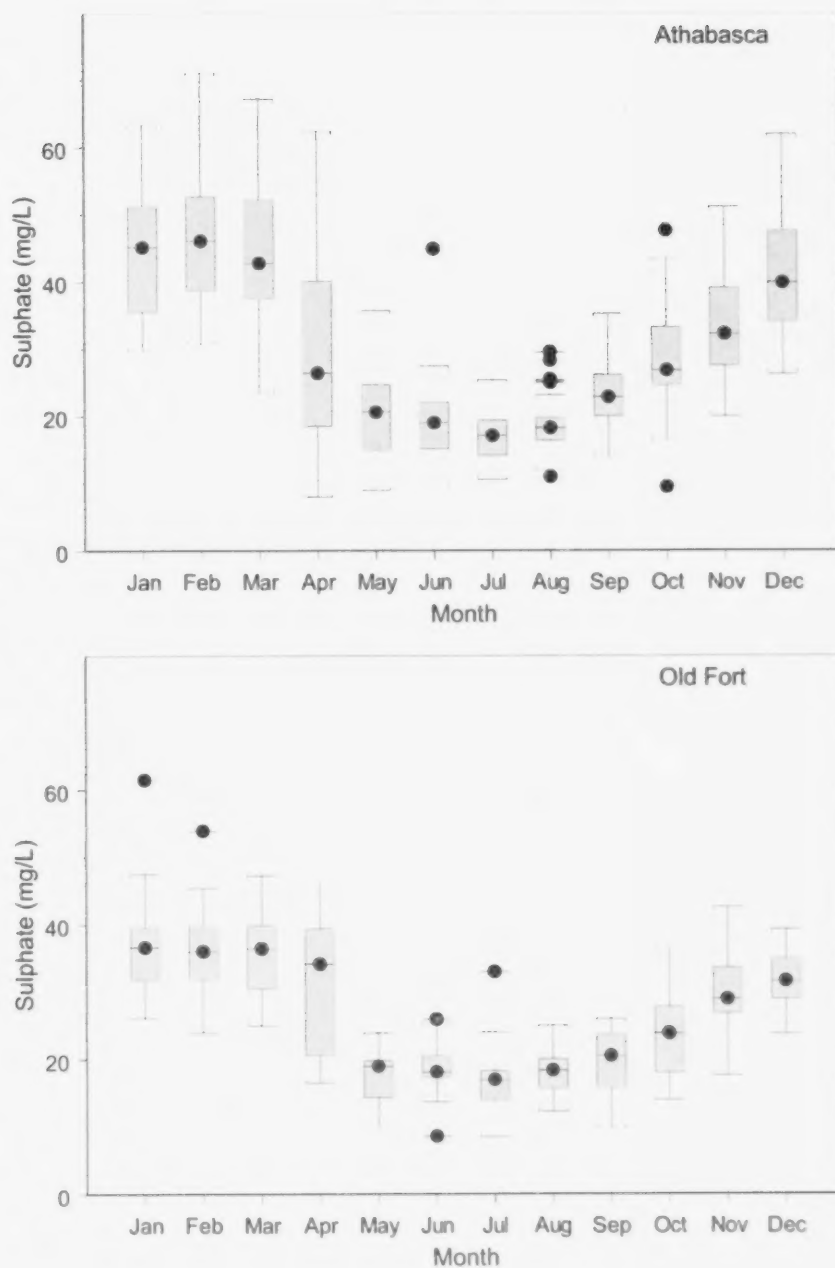 Athabasca
Sulphate (mg/L)
60
40
20
0
Jan Feb Mar Apr May Jun Jul Aug Sep Oct Nov Dec
Month
Old Fort
Sulphate (mg/L)
60
40
20
0
Jan Feb Mar Apr May Jun Jul Aug Sep Oct Nov Dec
Month